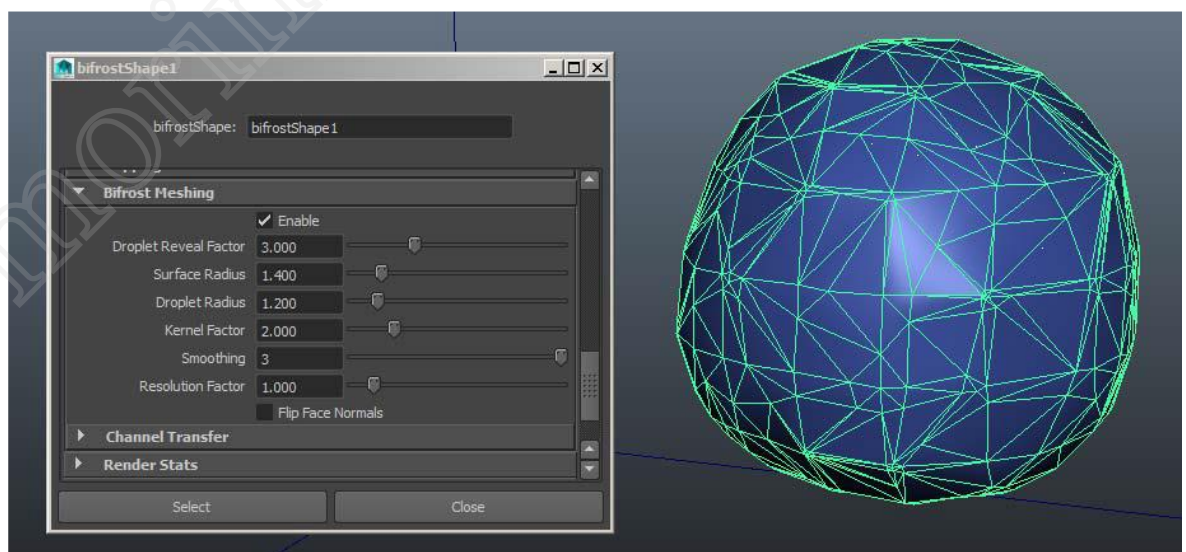 bifrostShape1
bifrostShape: bifrostShape1
Bifrost Meshing
Enable
Droplet Reveal Factor 3.000
Surface Radius 1.400
Droplet Radius 1.200
Kernel Factor 2.000
Smoothing 3
Resolution Factor 1.000
Flip Face Normals
Channel Transfer
Render Stats
Select Close